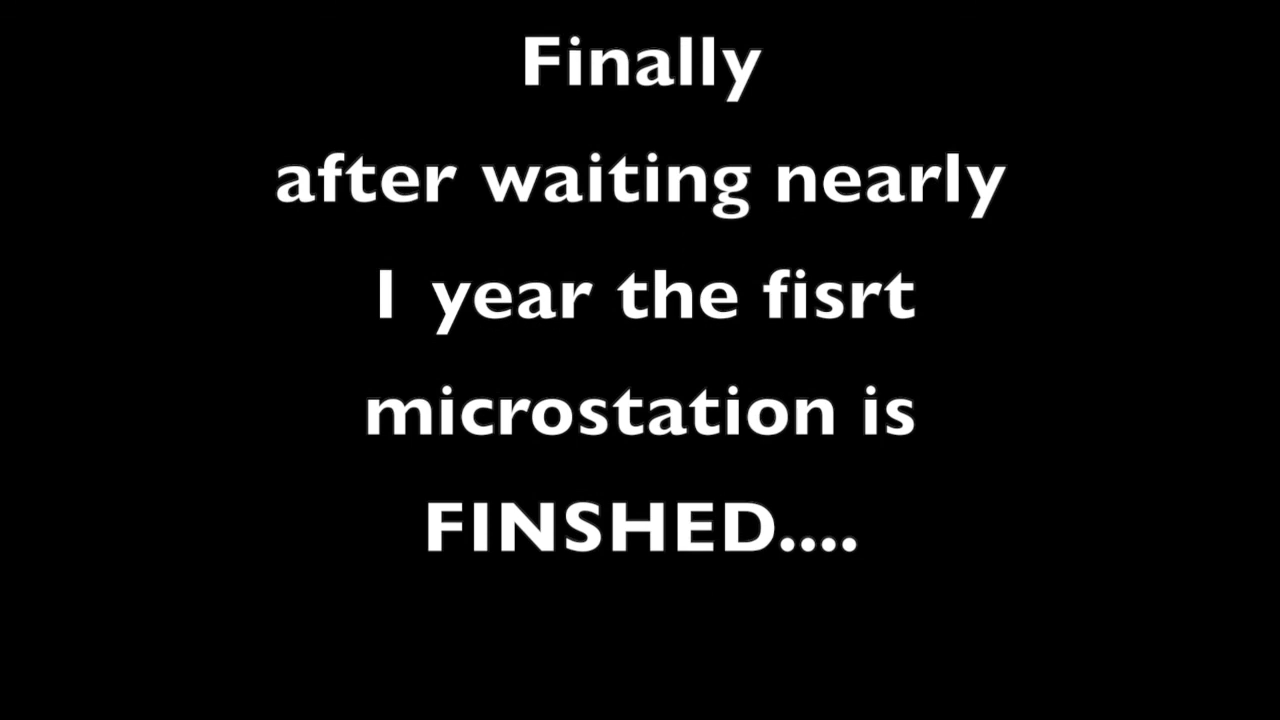 Finally
after waiting nearly
1 year the fisrt
microstation is
FINSHED....